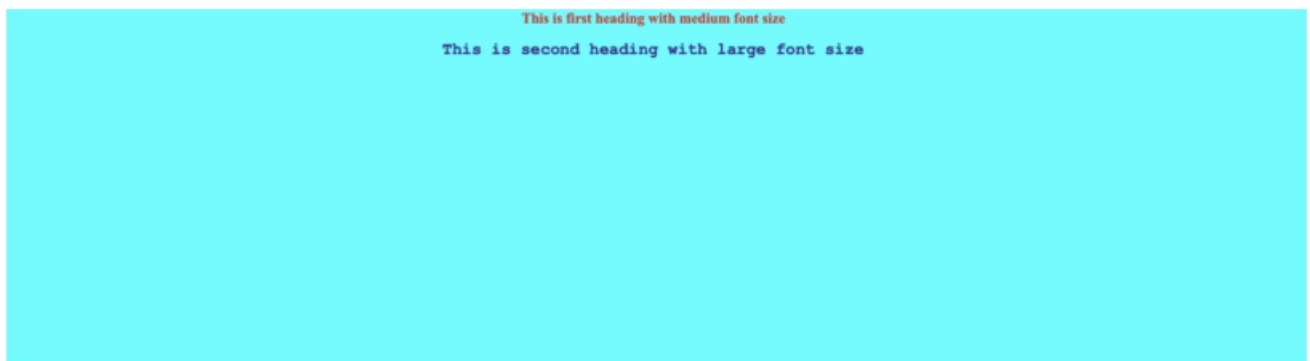 This is first heading with medium font size
This is second heading with large font size